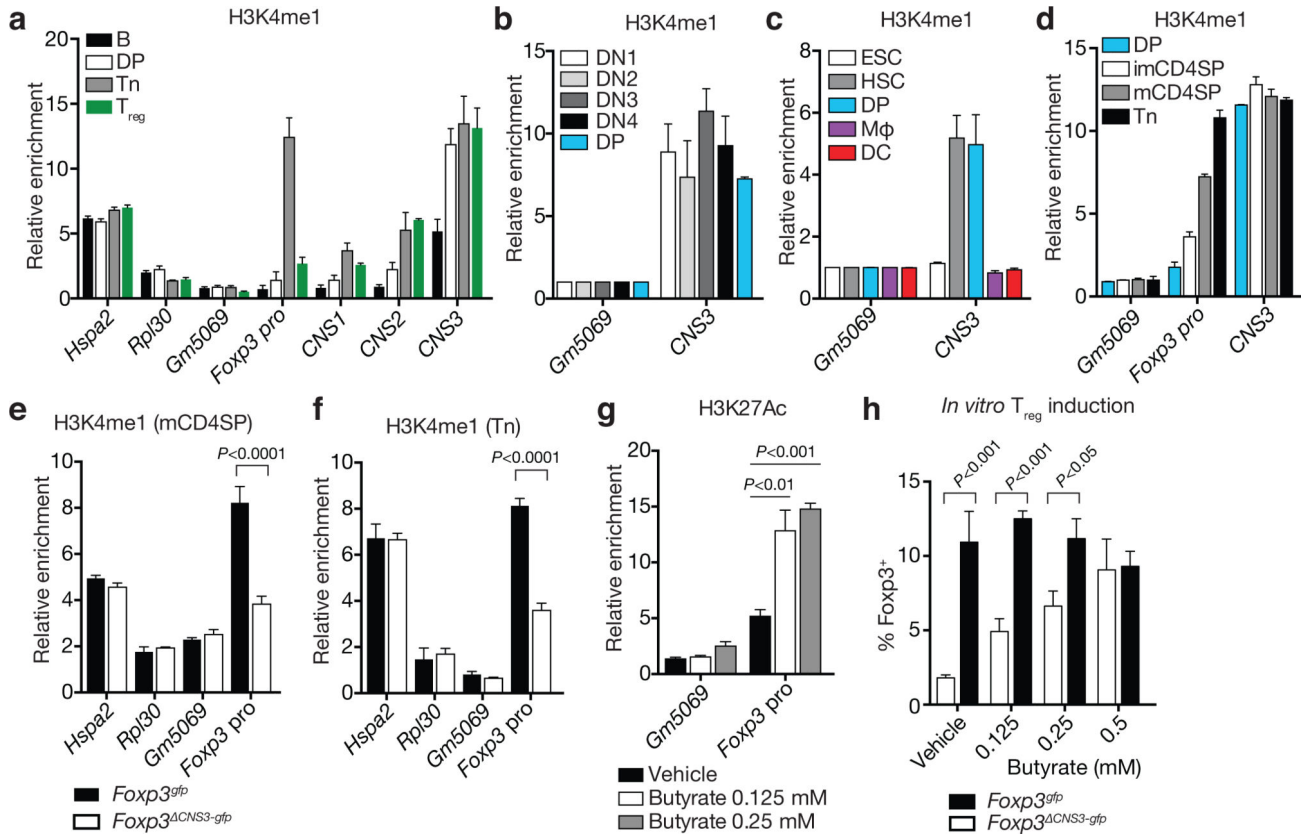 a
H3K4me1
Relative enrichment
20
15
10
5
0
B
DP
Tn
Treg
Hspa2
Rpl30
Gm5069
Foxp3 pro
CNS1
CNS2
CNS3
b
H3K4me1
Relative enrichment
15
10
5
0
DN1
DN2
DN3
DN4
DP
Gm5069
CNS3
c
H3K4me1
Relative enrichment
8
6
4
2
0
ESC
HSC
DP
Mϕ
DC
Gm5069
CNS3
d
H3K4me1
Relative enrichment
15
10
5
0
DP
imCD4SP
mCD4SP
Tn
Gm5069
Foxp3 pro
CNS3
e
H3K4me1 (mCD4SP)
Relative enrichment
10
8
6
4
2
0
P<0.0001
Hspa2
Rpl30
Gm5069
Foxp3 pro
Foxp3gfp
Foxp3ΔCNS3-gfp
f
H3K4me1 (Tn)
Relative enrichment
10
8
6
4
2
0
P<0.0001
Hspa2
Rpl30
Gm5069
Foxp3 pro
g
H3K27Ac
Relative enrichment
20
15
10
5
0
P<0.001
P<0.01
Gm5069
Foxp3 pro
Vehicle
Butyrate 0.125 mM
Butyrate 0.25 mM
h
In vitro Treg induction
% Foxp3+
15
10
5
0
P<0.001
P<0.001
P<0.05
Vehicle
0.125
0.25
0.5
Butyrate (mM)
Foxp3gfp
Foxp3ΔCNS3-gfp